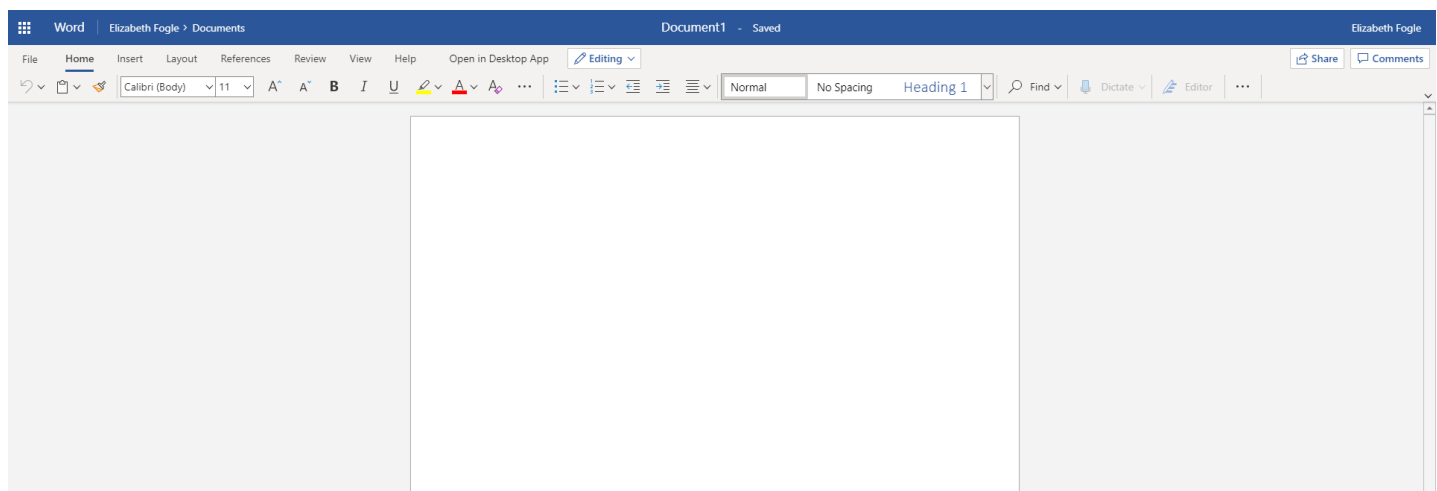 Word Elizabeth Fogle > Documents Document1 - Saved Elizabeth Fogle
File Home Insert Layout References Review View Help Open in Desktop App Editing Share Comments
Calibri (Body) 11 A A B I U A A Normal No Spacing Heading 1 Find Dictate Editor